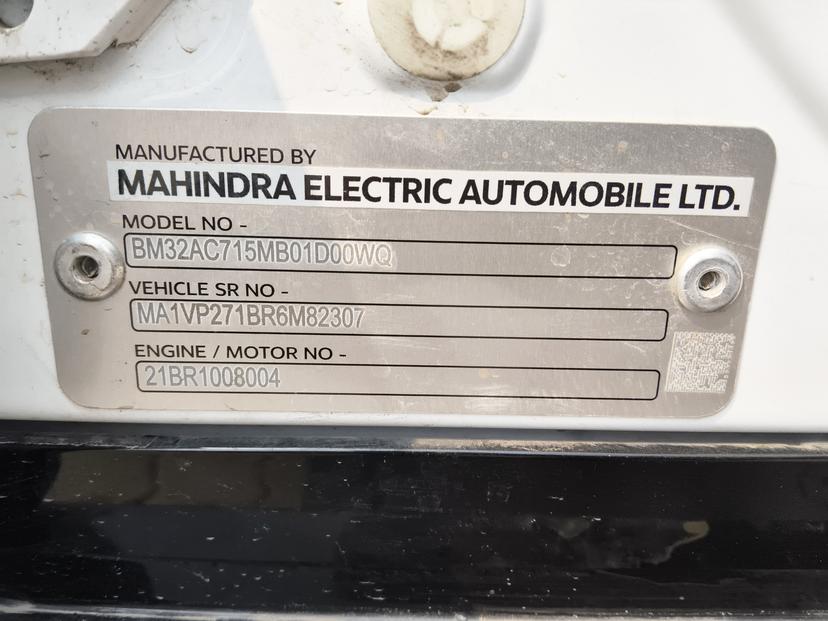 MANUFACTURED BY
MAHINDRA ELECTRIC AUTOMOBILE LTD.
MODEL NO -
BM32AC715MB01D00WQ
VEHICLE SR NO -
MA1VP271BR6M82307
ENGINE / MOTOR NO -
21BR1008004